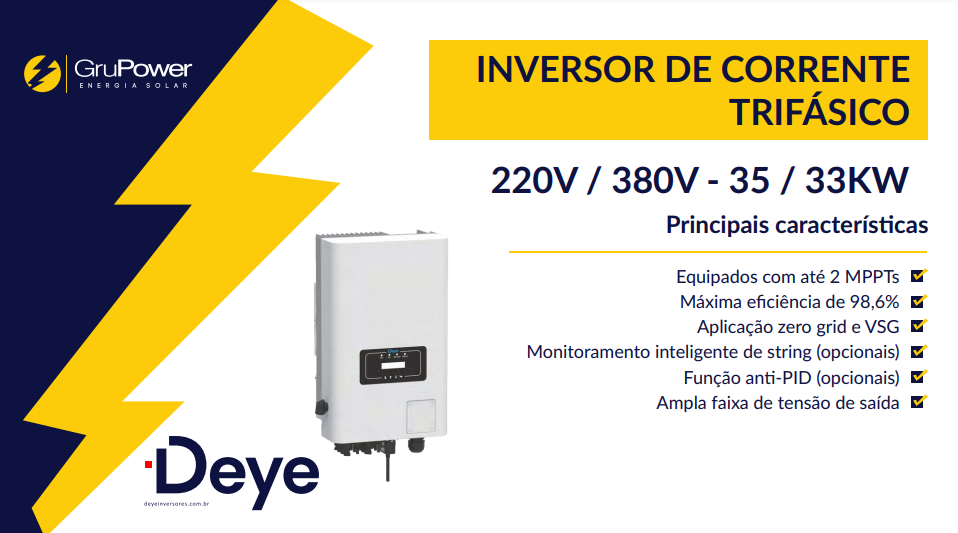 GruPower
ENERGIA SOLAR
INVERSOR DE CORRENTE
TRIFÁSICO
220V / 380V - 35 / 33KW
Principais características
Equipados com até 2 MPPTs
Máxima eficiência de 98,6%
Aplicação zero grid e VSG
Monitoramento inteligente de string (opcionais)
Função anti-PID (opcionais)
Ampla faixa de tensão de saída
Deye
Deye
deyeinversores.com.br